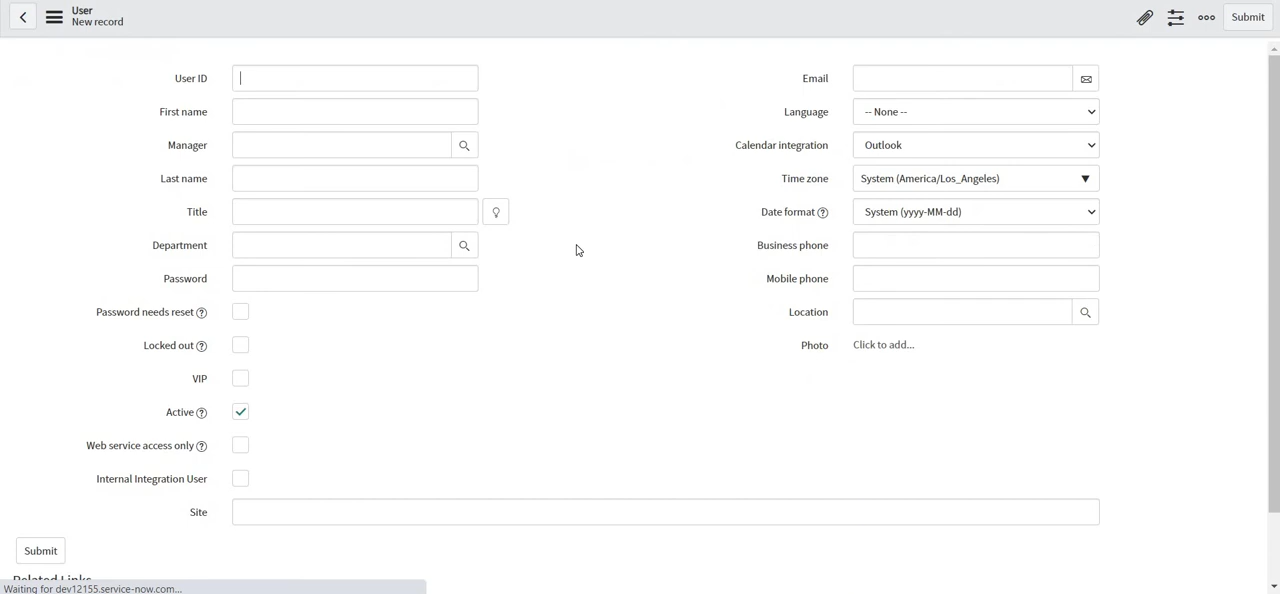 User
New record
Submit
User ID
Email
First name
Language
-- None --
Manager
Calendar integration
Outlook
Last name
Time zone
System (America/Los_Angeles)
Title
Date format
System (yyyy-MM-dd)
Department
Business phone
Password
Mobile phone
Password needs reset
Location
Locked out
Photo
Click to add...
VIP
Active
Web service access only
Internal Integration User
Site
Submit
Related Links
Waiting for dev12155.service-now.com...